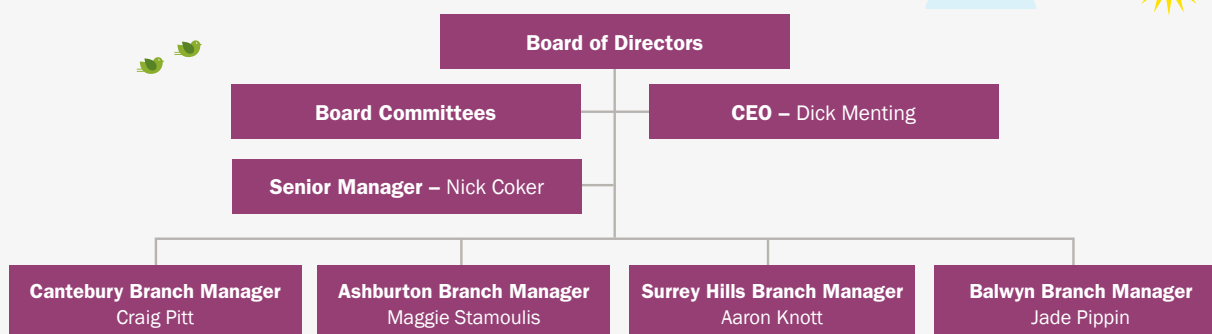 Board of Directors
Board Committees
CEO – Dick Menting
Senior Manager – Nick Coker
Cantebury Branch Manager
Craig Pitt
Ashburton Branch Manager
Maggie Stamoulis
Surrey Hills Branch Manager
Aaron Knott
Balwyn Branch Manager
Jade Pippin